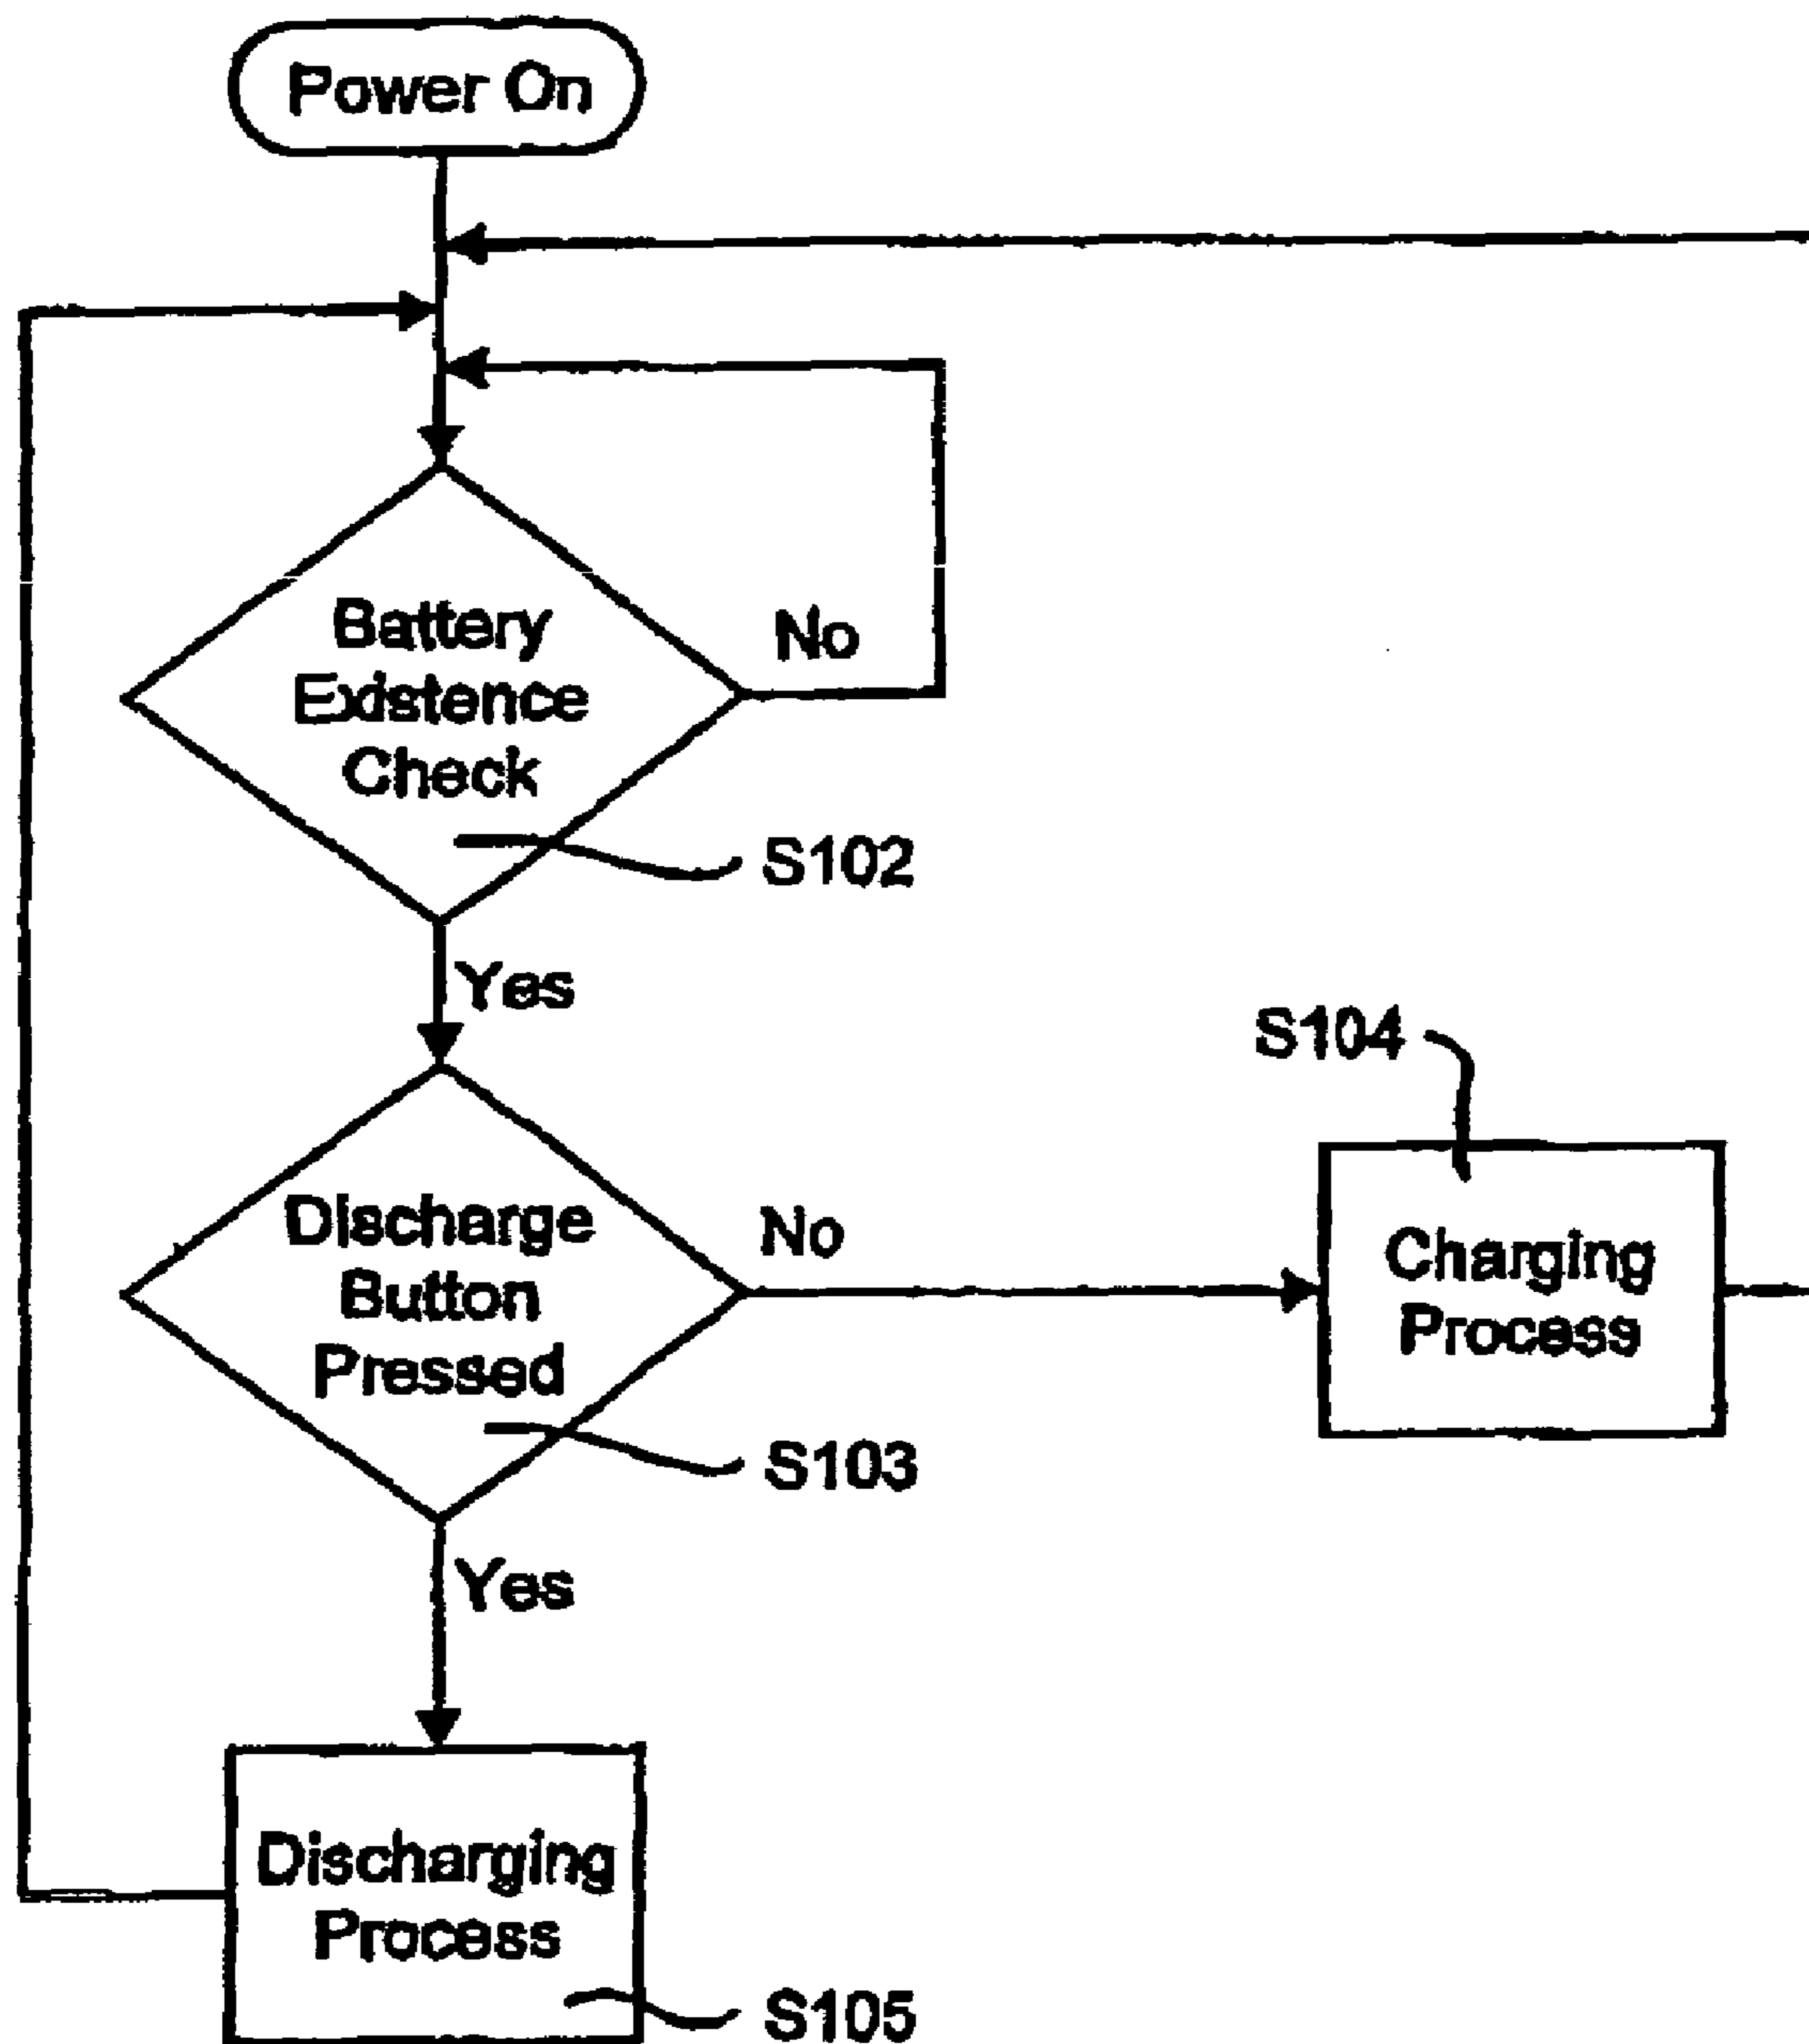 Power On
Battery
Existence
Check
No
S102
Yes
S104
Discharge
Button
Pressed
No
Charging
Process
S103
Yes
Discharging
Process
S105